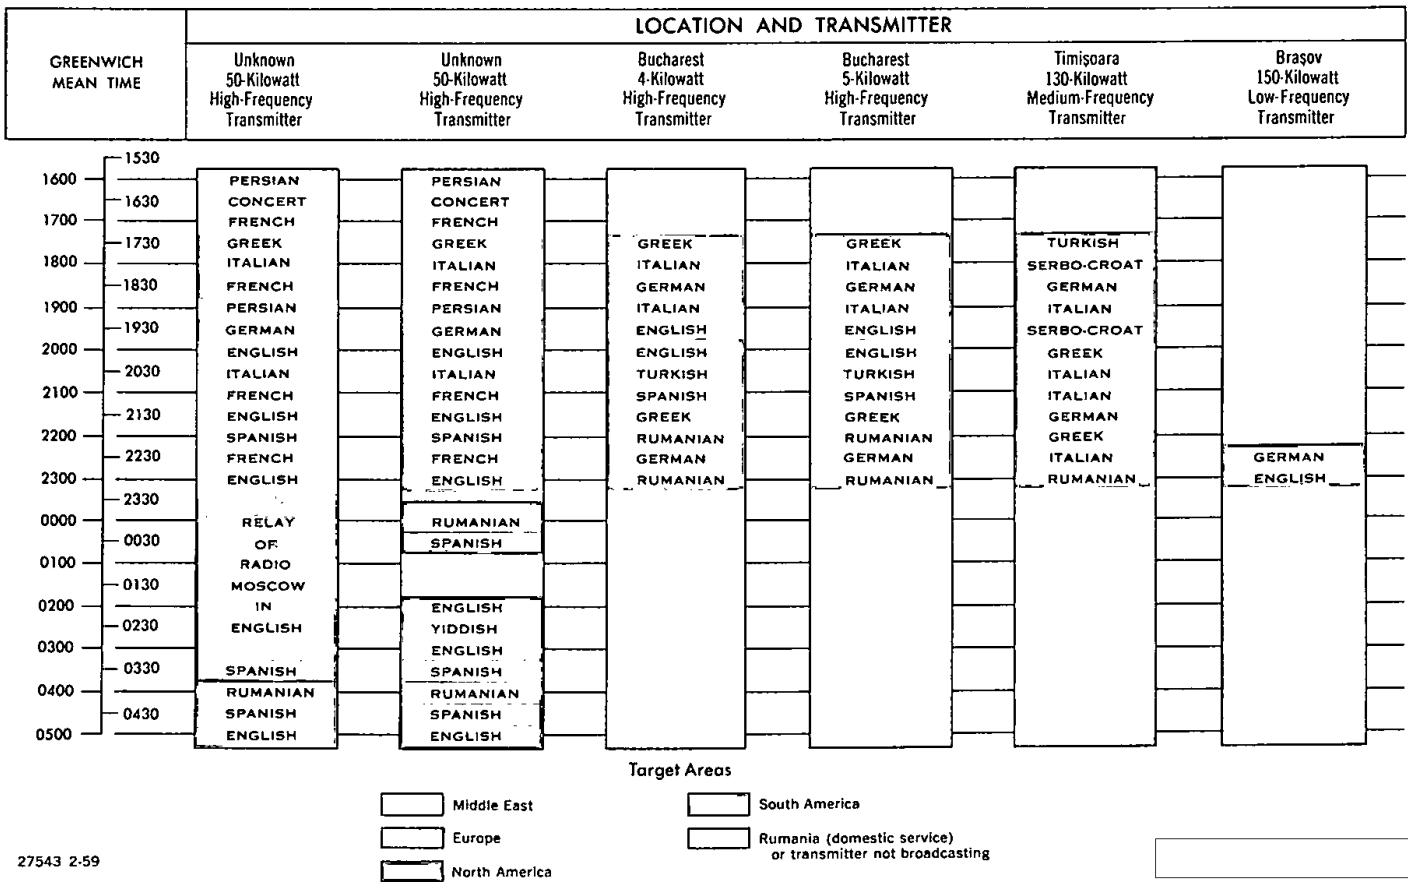 LOCATION AND TRANSMITTER
GREENWICH
MEAN TIME
Unknown
50-Kilowatt
High-Frequency
Transmitter
Unknown
50-Kilowatt
High-Frequency
Transmitter
Bucharest
4-Kilowatt
High-Frequency
Transmitter
Bucharest
5-Kilowatt
High-Frequency
Transmitter
Timişoara
130-Kilowatt
Medium-Frequency
Transmitter
Braşov
150-Kilowatt
Low-Frequency
Transmitter
1530
1600 PERSIAN PERSIAN
1630 CONCERT CONCERT
1700 FRENCH FRENCH
1730 GREEK GREEK GREEK GREEK TURKISH
1800 ITALIAN ITALIAN ITALIAN ITALIAN SERBO-CROAT
1830 FRENCH FRENCH GERMAN GERMAN GERMAN
1900 PERSIAN PERSIAN ITALIAN ITALIAN ITALIAN
1930 GERMAN GERMAN ENGLISH ENGLISH SERBO-CROAT
2000 ENGLISH ENGLISH ENGLISH ENGLISH GREEK
2030 ITALIAN ITALIAN TURKISH TURKISH ITALIAN
2100 FRENCH FRENCH SPANISH SPANISH ITALIAN
2130 ENGLISH ENGLISH GREEK GREEK GERMAN
2200 SPANISH SPANISH RUMANIAN RUMANIAN GREEK
2230 FRENCH FRENCH GERMAN GERMAN ITALIAN GERMAN
2300 ENGLISH ENGLISH RUMANIAN RUMANIAN RUMANIAN ENGLISH
2330
0000 RELAY RUMANIAN
0030 OF SPANISH
0100 RADIO
0130 MOSCOW
0200 IN ENGLISH
0230 ENGLISH YIDDISH
0300 ENGLISH
0330 SPANISH SPANISH
0400 RUMANIAN RUMANIAN
0430 SPANISH SPANISH
0500 ENGLISH ENGLISH
Target Areas
Middle East
Europe
North America
South America
Rumania (domestic service)
or transmitter not broadcasting
27543 2-59